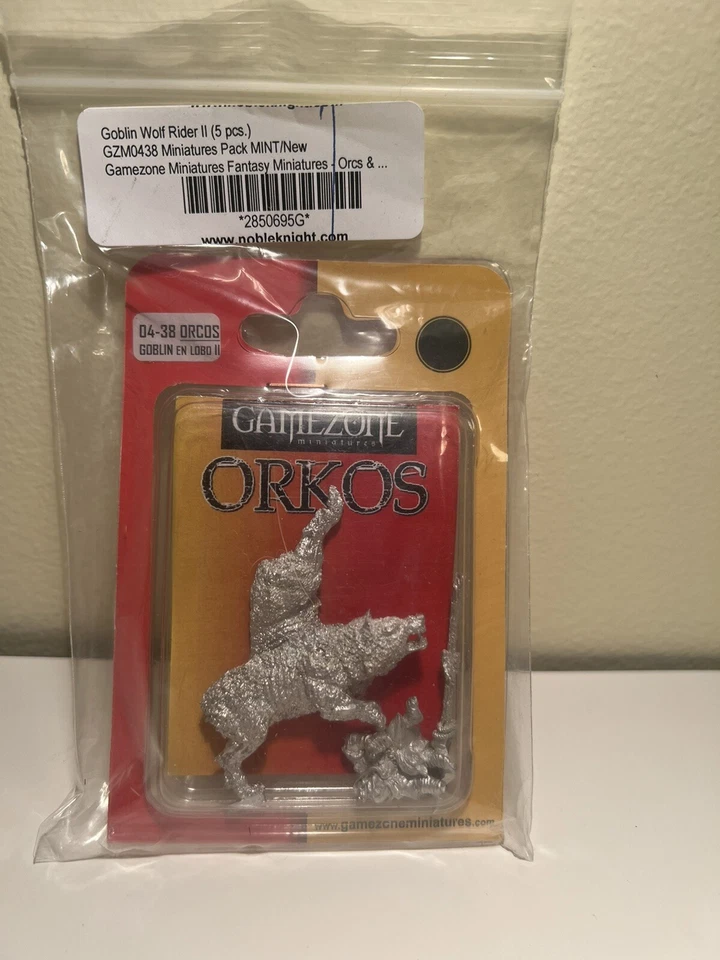 Goblin Wolf Rider II (5 pcs.)
GZM0438 Miniatures Pack MINT/New
Gamezone Miniatures Fantasy Miniatures - Orcs & ...
*2850695G*
www.nobleknight.com
04-38 ORCOS
GOBLIN EN LOBO II
GAMEZONE
miniatures
ORKOS
www.gamezoneminiatures.com